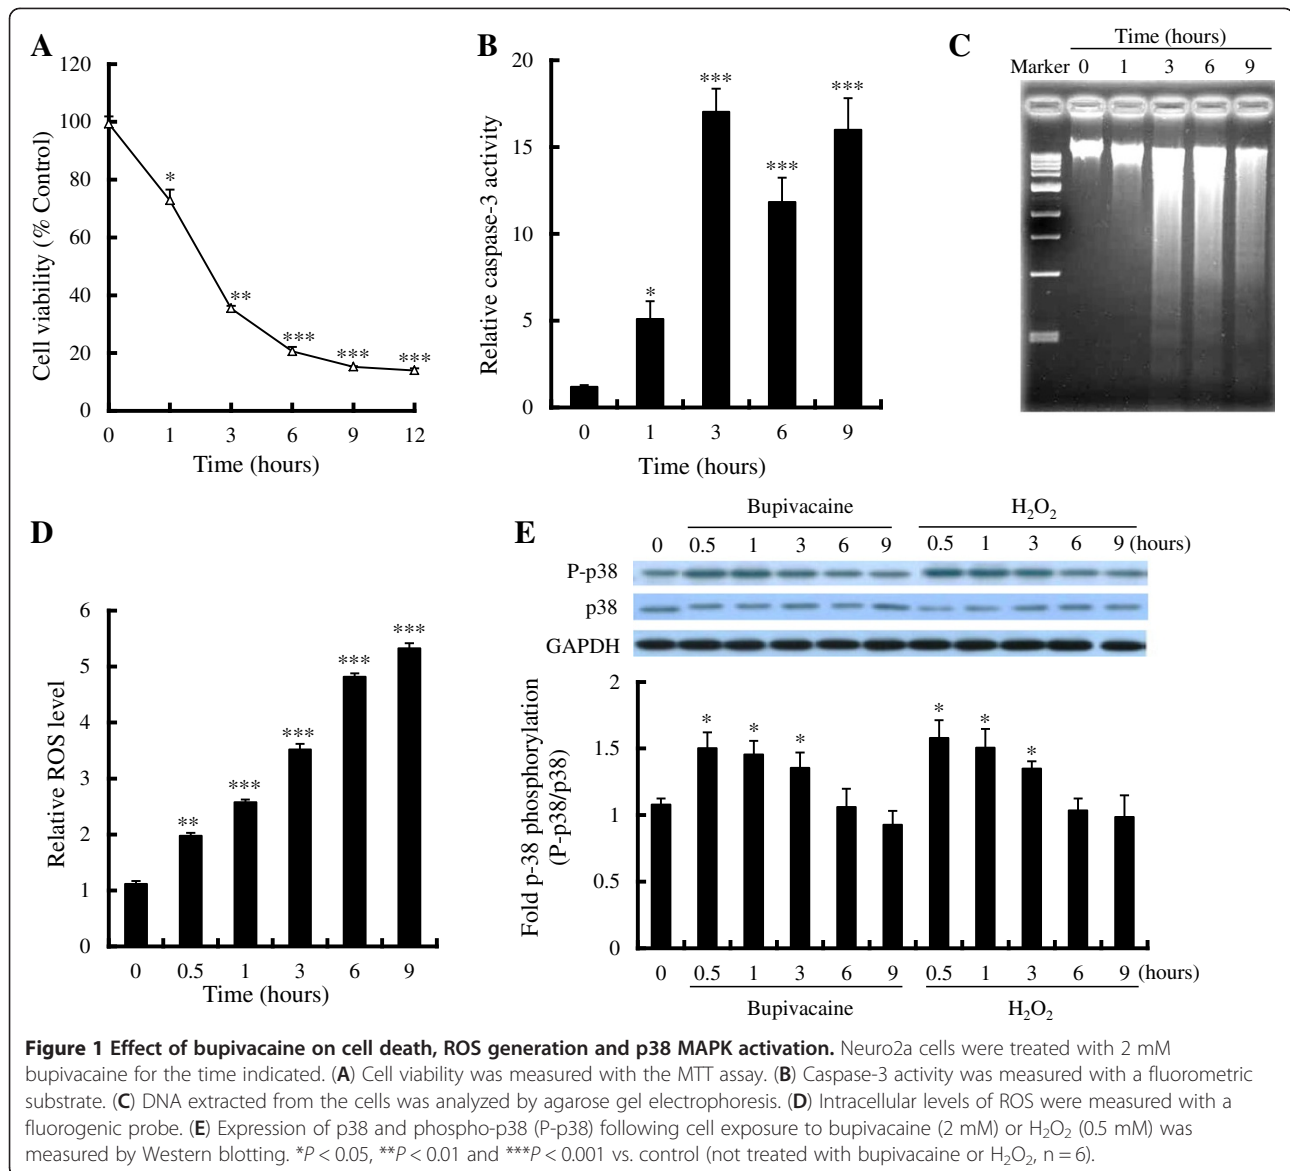 A
120
100
80
60
40
20
0
Cell viability (% Control)
*
**
***
***
***
0 1 3 6 9 12
Time (hours)
B
20
15
10
5
0
Relative caspase-3 activity
*
***
***
***
0 1 3 6 9
Time (hours)
C
Time (hours)
Marker 0 1 3 6 9
D
6
5
4
3
2
1
0
Relative ROS level
**
***
***
***
***
0 0.5 1 3 6 9
Time (hours)
E
Bupivacaine H₂O₂
0 0.5 1 3 6 9 0.5 1 3 6 9 (hours)
P-p38
p38
GAPDH
2
1.5
1
0.5
0
Fold p-38 phosphorylation
(P-p38/p38)
* * * * * *
0 0.5 1 3 6 9 0.5 1 3 6 9 (hours)
Bupivacaine H₂O₂
Figure 1 Effect of bupivacaine on cell death, ROS generation and p38 MAPK activation. Neuro2a cells were treated with 2 mM
bupivacaine for the time indicated. (A) Cell viability was measured with the MTT assay. (B) Caspase-3 activity was measured with a fluorometric
substrate. (C) DNA extracted from the cells was analyzed by agarose gel electrophoresis. (D) Intracellular levels of ROS were measured with a
fluorogenic probe. (E) Expression of p38 and phospho-p38 (P-p38) following cell exposure to bupivacaine (2 mM) or H₂O₂ (0.5 mM) was
measured by Western blotting. *P < 0.05, **P < 0.01 and ***P < 0.001 vs. control (not treated with bupivacaine or H₂O₂, n = 6).